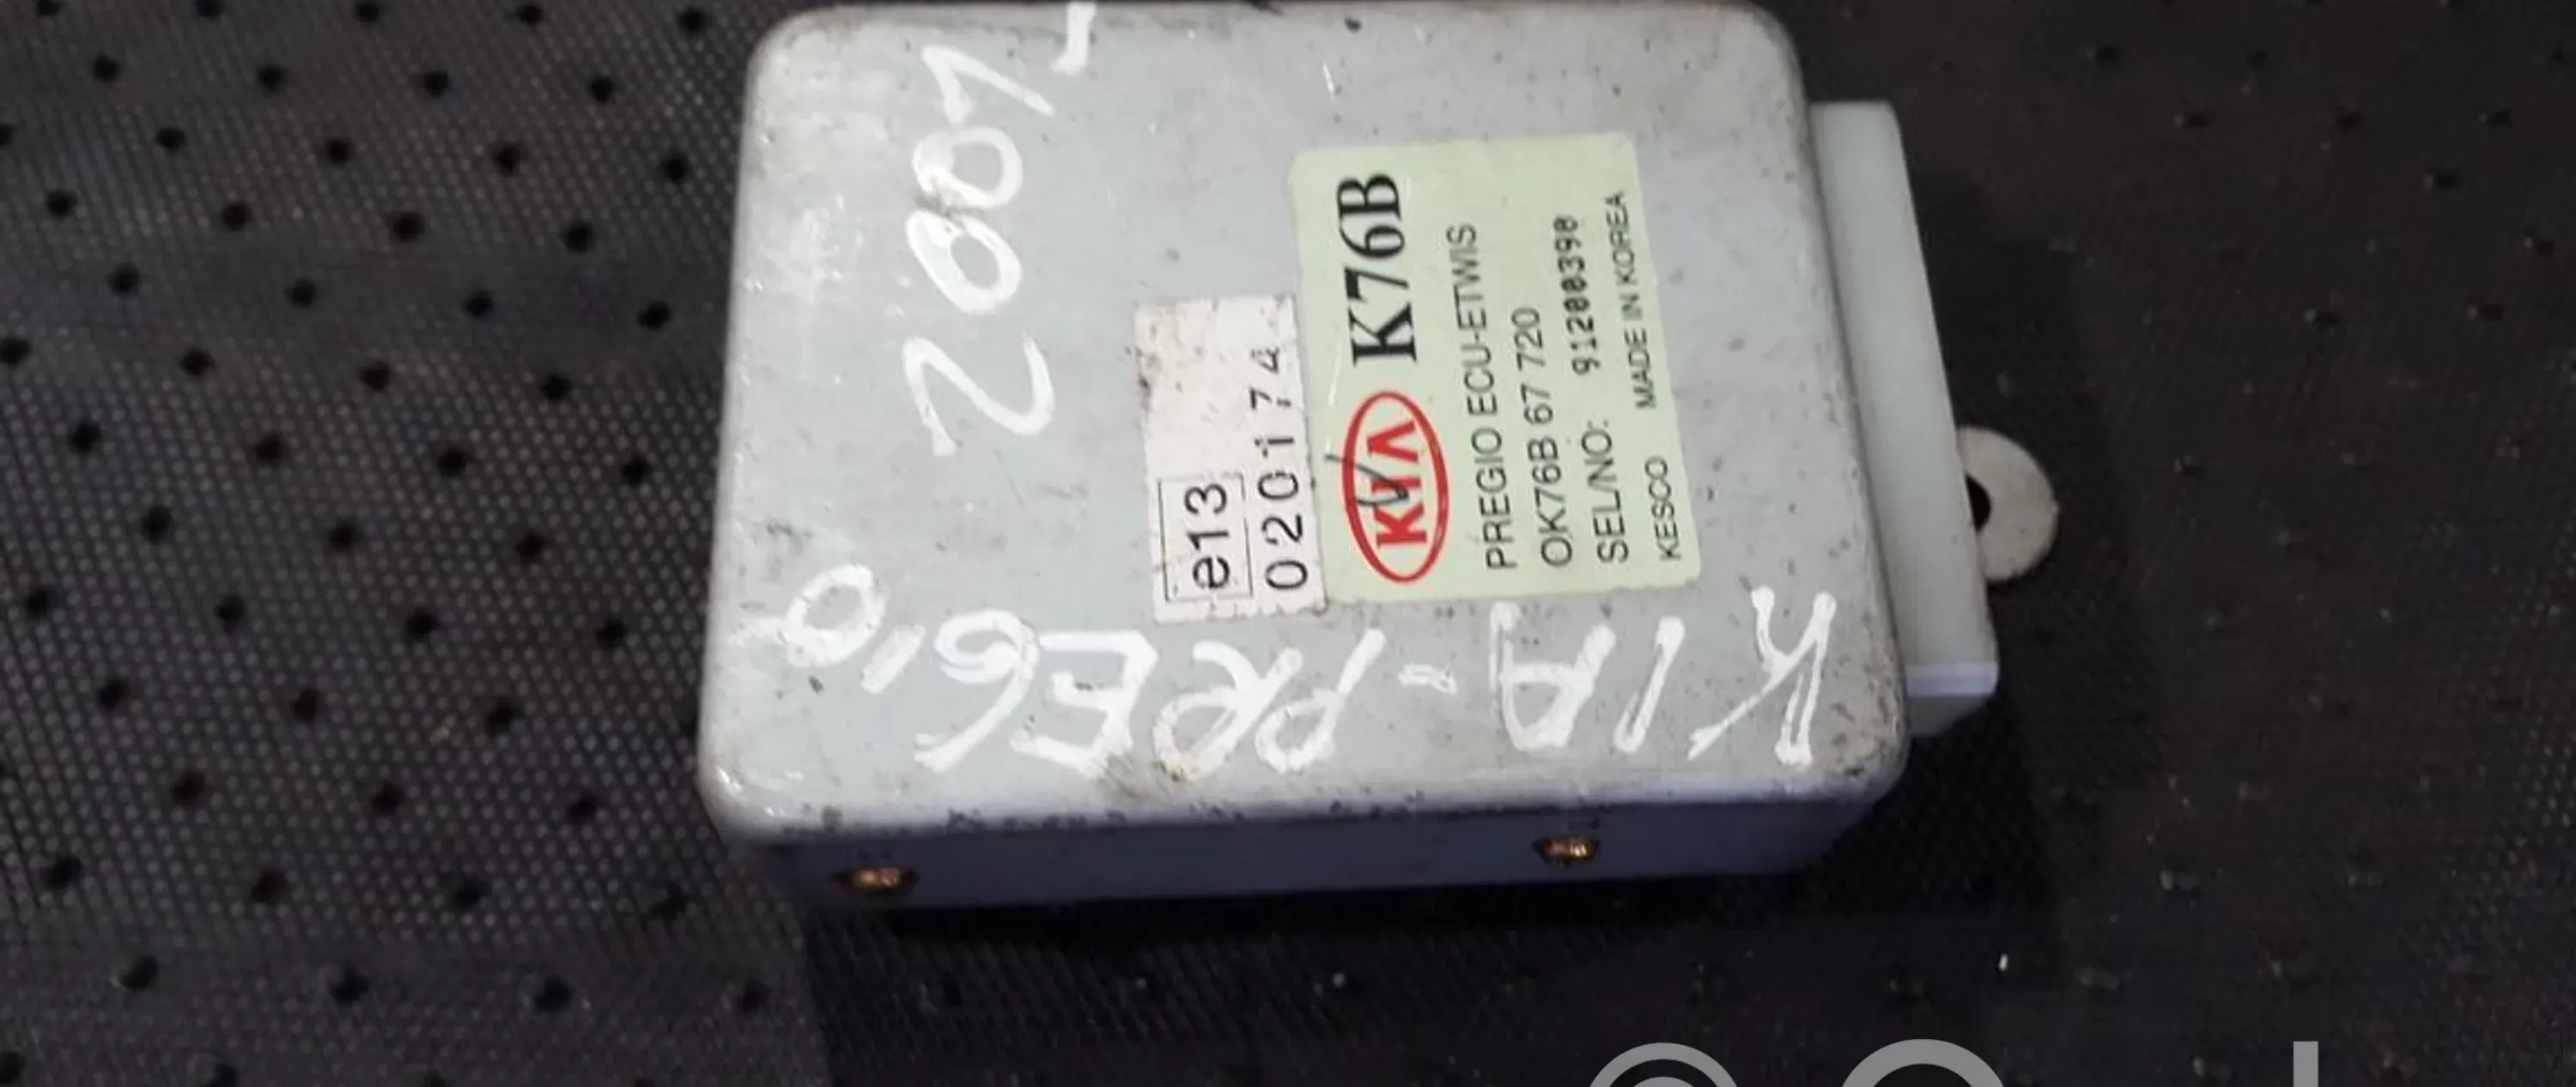 2001
e13
020174
KIA K76B
PREGIO ECU-ETWIS
OK76B 67 720
SEL/NO: 912000390
KESCO MADE IN KOREA
KIA-PREGIO